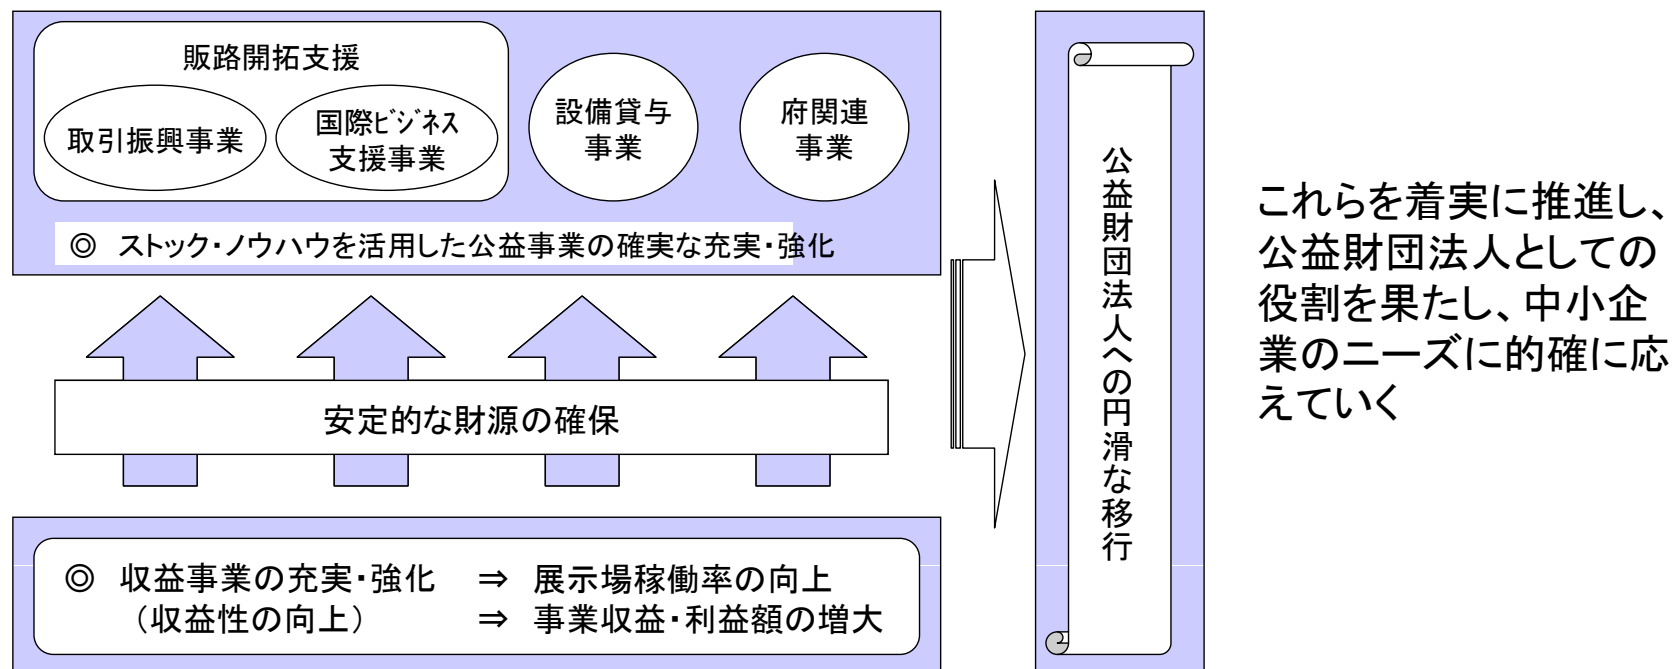 販路開拓支援
取引振興事業
国際ﾋﾞｼﾞﾈｽ
支援事業
設備貸与
事業
府関連
事業
◎ ストック・ノウハウを活用した公益事業の確実な充実・強化
安定的な財源の確保
◎ 収益事業の充実・強化 ⇒ 展示場稼働率の向上
（収益性の向上） ⇒ 事業収益・利益額の増大
公益財団法人への円滑な移行
これらを着実に推進し、
公益財団法人としての
役割を果たし、中小企
業のニーズに的確に応
えていく